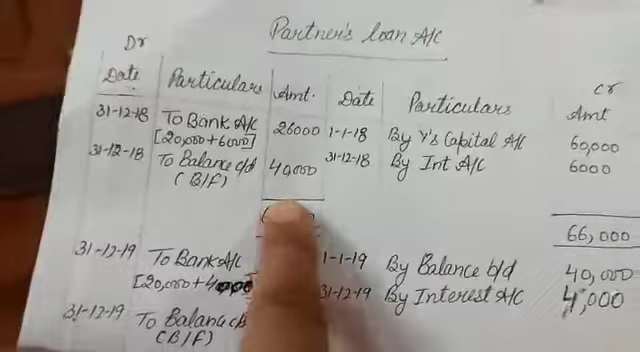 Partner's loan A/c
Dr
Cr
Date Particulars Amt. Date Particulars Amt
31-12-18 To Bank A/c 26000 1-1-18 By Y's Capital A/c 60,000
[20,000+6000]
31-12-18 To Balance c/d 40,000 31-12-18 By Int A/c 6000
(B/F)
66,000
31-12-19 To Bank A/c 1-1-19 By Balance b/d 40,000
[20,000+4000 31-12-19 By Interest A/c 4,000
31-12-19 To Balance c/d
(B/F)